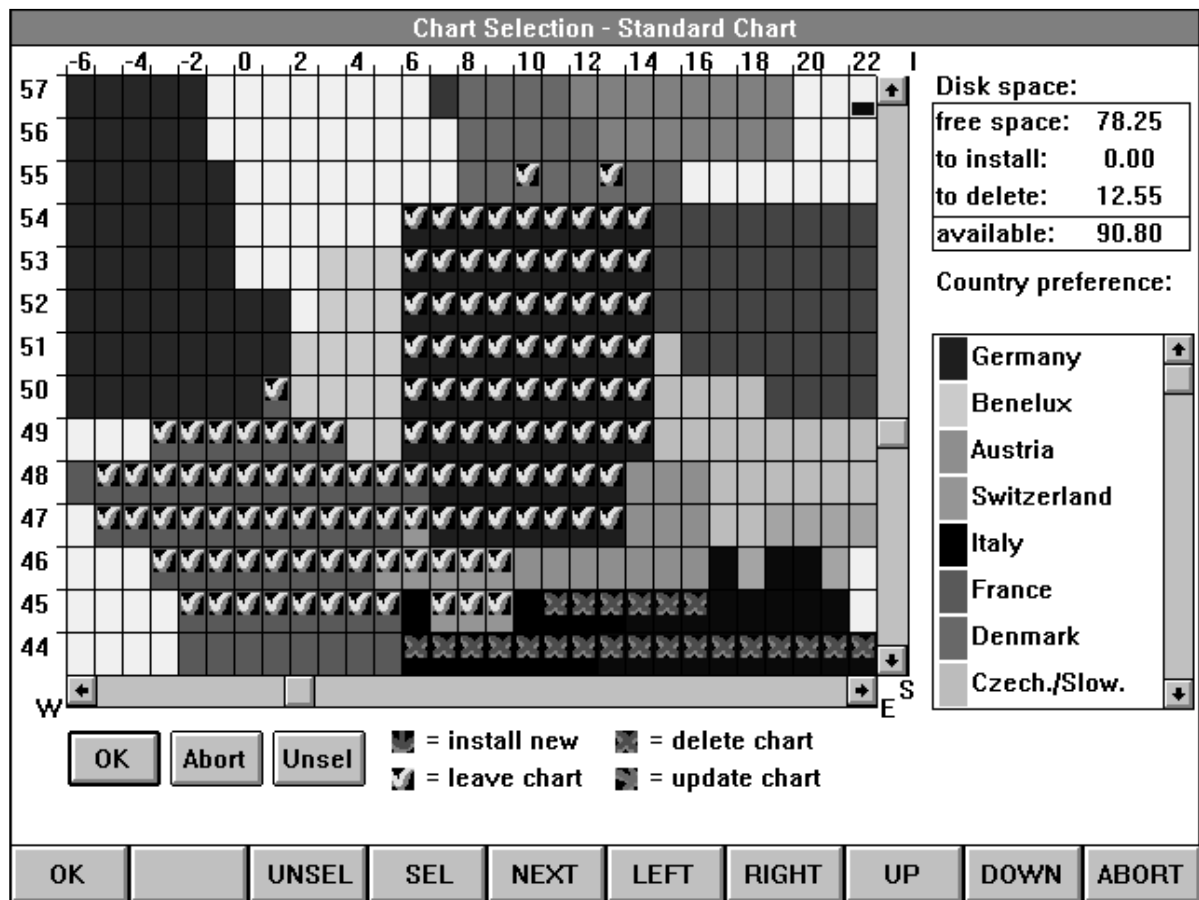 Chart Selection - Standard Chart
-6 -4 -2 0 2 4 6 8 10 12 14 16 18 20 22 I
57
56
55
54
53
52
51
50
49
48
47
46
45
44
W
E
S
Disk space:
free space: 78.25
to install: 0.00
to delete: 12.55
available: 90.80
Country preference:
Germany
Benelux
Austria
Switzerland
Italy
France
Denmark
Czech./Slow.
OK Abort Unsel
= install new = delete chart
= leave chart = update chart
OK UNSEL SEL NEXT LEFT RIGHT UP DOWN ABORT